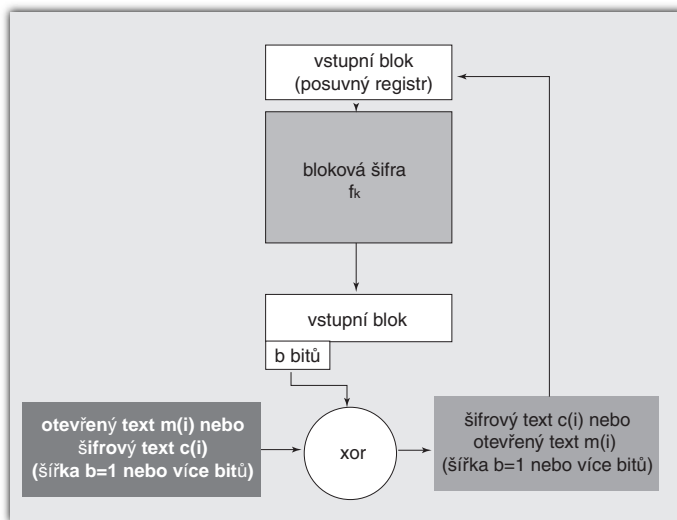 vstupní blok
(posuvný registr)
bloková šifra
fk
vstupní blok
b bitů
otevřený text m(i) nebo
šifrový text c(i)
(šířka b=1 nebo více bitů)
xor
šifrový text c(i) nebo
otevřený text m(i)
(šířka b=1 nebo více bitů)